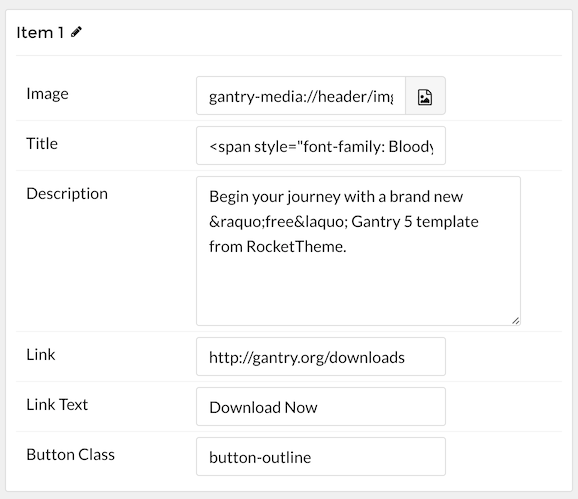 Item 1
Image
gantry-media://header/img
Title
<span style="font-family: Bloody
Description
Begin your journey with a brand new
&raquo;free&laquo; Gantry 5 template
from RocketTheme.
Link
http://gantry.org/downloads
Link Text
Download Now
Button Class
button-outline